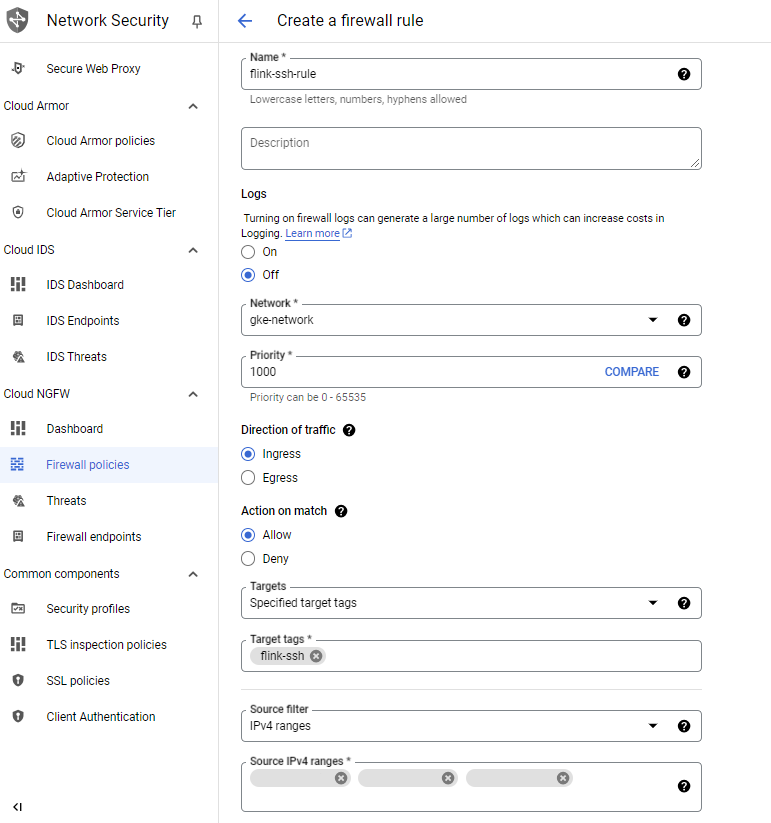 Network Security
Secure Web Proxy
Cloud Armor
Cloud Armor policies
Adaptive Protection
Cloud Armor Service Tier
Cloud IDS
IDS Dashboard
IDS Endpoints
IDS Threats
Cloud NGFW
Dashboard
Firewall policies
Threats
Firewall endpoints
Common components
Security profiles
TLS inspection policies
SSL policies
Client Authentication
Create a firewall rule
Name *
flink-ssh-rule
Lowercase letters, numbers, hyphens allowed
Description
Logs
Turning on firewall logs can generate a large number of logs which can increase costs in
Logging. Learn more
On
Off
Network *
gke-network
Priority *
1000 COMPARE
Priority can be 0 - 65535
Direction of traffic
Ingress
Egress
Action on match
Allow
Deny
Targets
Specified target tags
Target tags *
flink-ssh
Source filter
IPv4 ranges
Source IPv4 ranges *